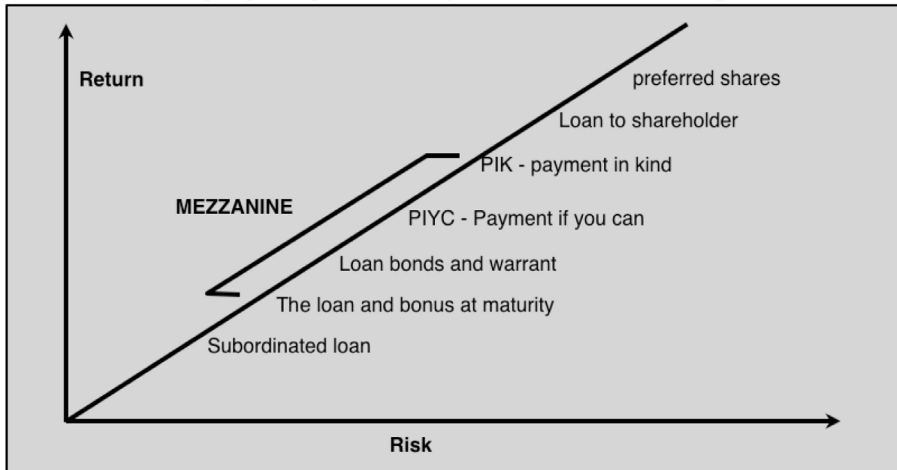 Return
preferred shares
Loan to shareholder
PIK - payment in kind
MEZZANINE
PIYC - Payment if you can
Loan bonds and warrant
The loan and bonus at maturity
Subordinated loan
Risk